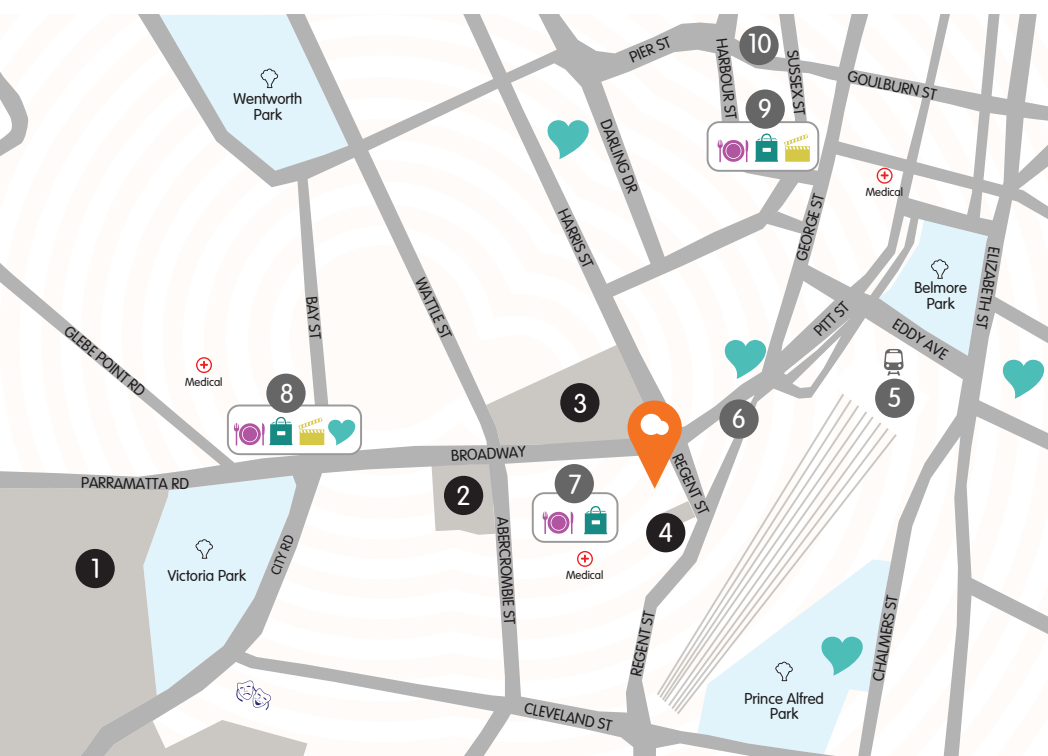 PIER ST
HARBOUR ST
10
SUSSEX ST
GOULBURN ST
Wentworth
Park
9
DARLING DR
Medical
HARRIS ST
GEORGE ST
ELIZABETH ST
Belmore
Park
WATTLE ST
BAY ST
PITT ST
EDDY AVE
GLEBE POINT RD
Medical
8
3
5
6
BROADWAY
REGENT ST
PARRAMATTA RD
2
7
4
ABERCROMBIE ST
CITY RD
1
Victoria Park
Medical
REGENT ST
CHALMERS ST
Prince Alfred
Park
CLEVELAND ST